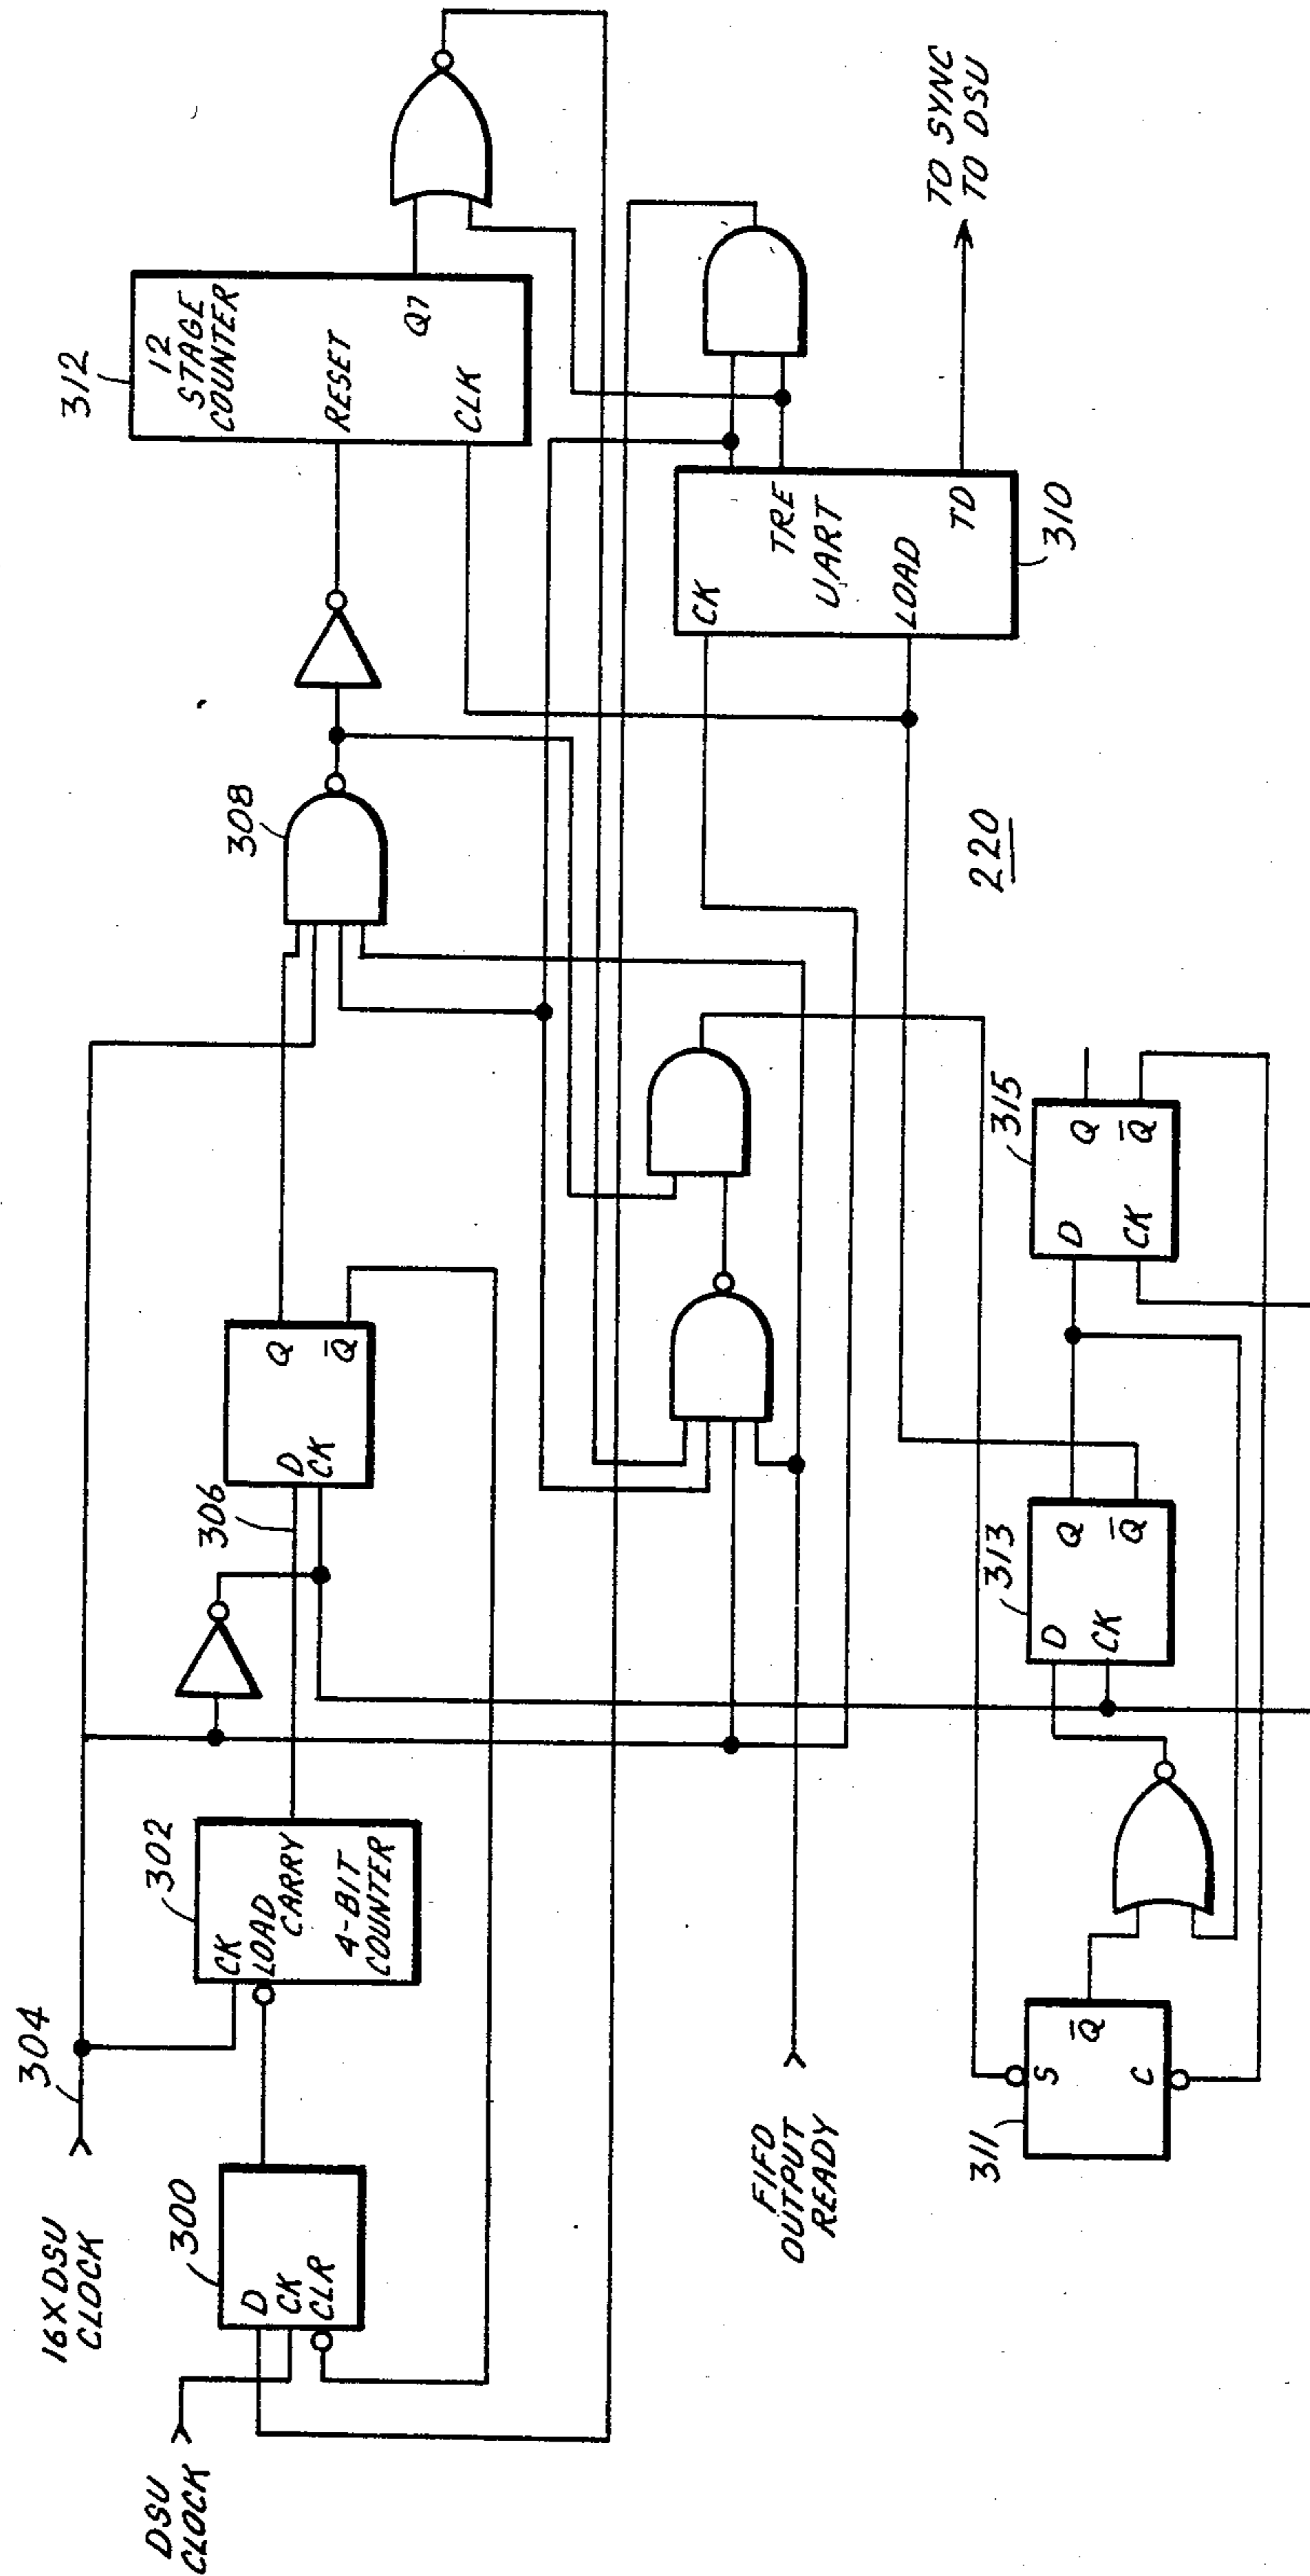 DSU
CLOCK
16X DSU
CLOCK
304
300
D
CK
CLR
302
CK
LOAD
CARRY
4-BIT
COUNTER
306
D
CK
Q
Q̅
308
312
12
STAGE
COUNTER
RESET
CLK
Q7
FIFO
OUTPUT
READY
CK
TRE
UART
LOAD
TD
310
TO SYNC
TO DSU
220
311
S
Q̅
C
313
D
CK
Q
Q̅
315
D
CK
Q
Q̅